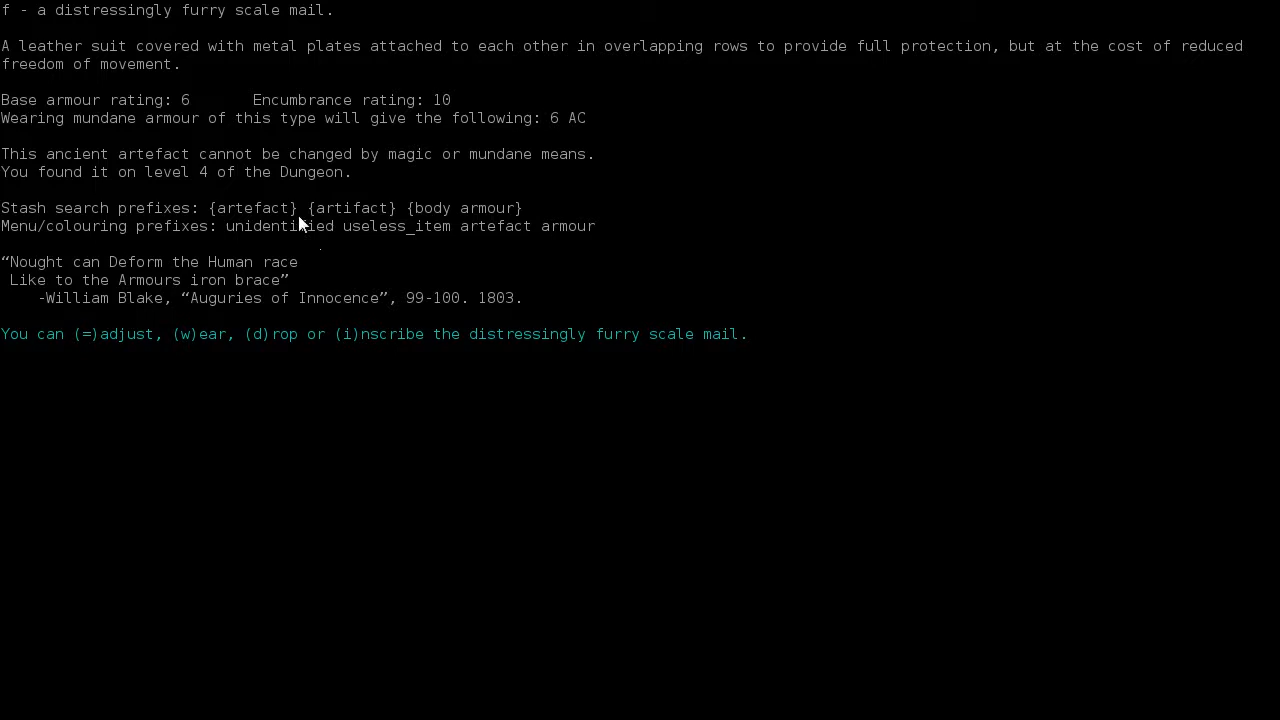 f - a distressingly furry scale mail.
A leather suit covered with metal plates attached to each other in overlapping rows to provide full protection, but at the cost of reduced
freedom of movement.
Base armour rating: 6       Encumbrance rating: 10
Wearing mundane armour of this type will give the following: 6 AC
This ancient artefact cannot be changed by magic or mundane means.
You found it on level 4 of the Dungeon.
Stash search prefixes: {artefact} {artifact} {body armour}
Menu/colouring prefixes: unidentified useless_item artefact armour
“Nought can Deform the Human race
Like to the Armours iron brace”
-William Blake, “Auguries of Innocence”, 99-100. 1803.
You can (=)adjust, (w)ear, (d)rop or (i)nscribe the distressingly furry scale mail.